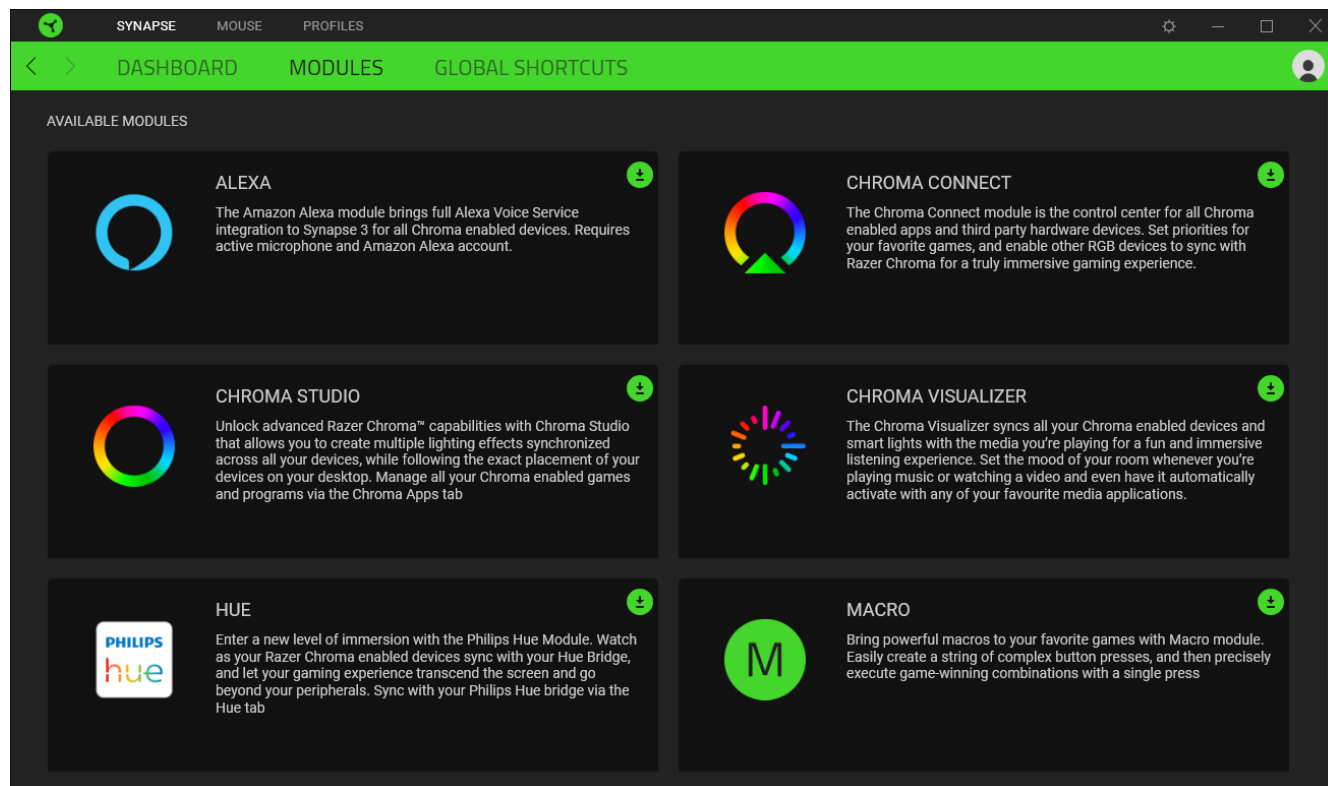 SYNAPSE MOUSE PROFILES
DASHBOARD MODULES GLOBAL SHORTCUTS
AVAILABLE MODULES
ALEXA
The Amazon Alexa module brings full Alexa Voice Service
integration to Synapse 3 for all Chroma enabled devices. Requires
active microphone and Amazon Alexa account.
CHROMA CONNECT
The Chroma Connect module is the control center for all Chroma
enabled apps and third party hardware devices. Set priorities for
your favorite games, and enable other RGB devices to sync with
Razer Chroma for a truly immersive gaming experience.
CHROMA STUDIO
Unlock advanced Razer Chroma™ capabilities with Chroma Studio
that allows you to create multiple lighting effects synchronized
across all your devices, while following the exact placement of your
devices on your desktop. Manage all your Chroma enabled games
and programs via the Chroma Apps tab
CHROMA VISUALIZER
The Chroma Visualizer syncs all your Chroma enabled devices and
smart lights with the media you’re playing for a fun and immersive
listening experience. Set the mood of your room whenever you’re
playing music or watching a video and even have it automatically
activate with any of your favourite media applications.
PHILIPS
hue
HUE
Enter a new level of immersion with the Philips Hue Module. Watch
as your Razer Chroma enabled devices sync with your Hue Bridge,
and let your gaming experience transcend the screen and go
beyond your peripherals. Sync with your Philips Hue bridge via the
Hue tab
M
MACRO
Bring powerful macros to your favorite games with Macro module.
Easily create a string of complex button presses, and then precisely
execute game-winning combinations with a single press